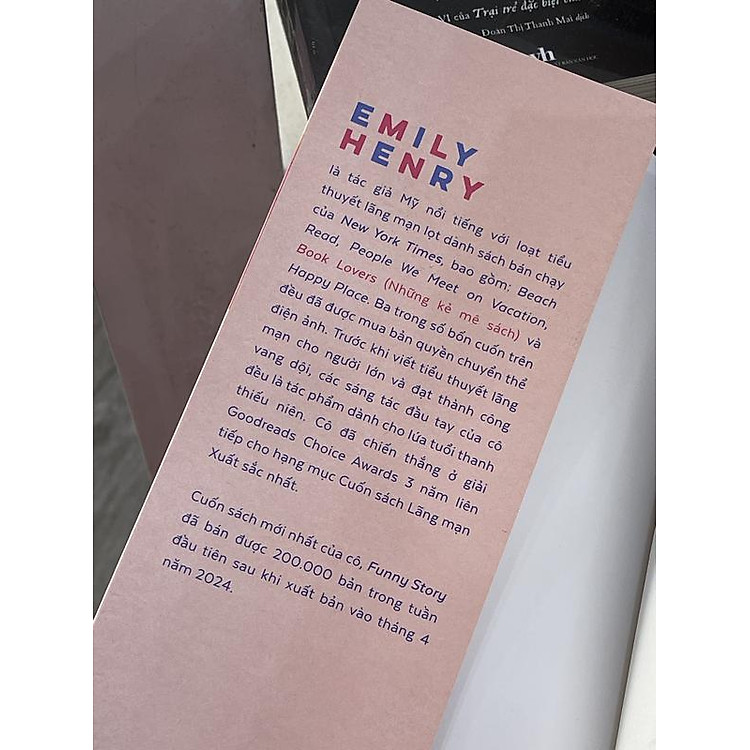 VI của Trại trẻ đặc biệt
Đoàn Thị Thanh Mai dịch
EMILY
HENRY
là tác giả Mỹ nổi tiếng với loạt tiểu
thuyết lãng mạn lọt dành sách bán chạy
của New York Times, bao gồm: Beach
Read, People We Meet on Vacation,
Book Lovers (Những kẻ mê sách) và
Happy Place. Ba trong số bốn cuốn trên
đều đã được mua bản quyền chuyển thể
điện ảnh. Trước khi viết tiểu thuyết lãng
mạn cho người lớn và đạt thành công
vang dội, các sáng tác đầu tay của cô
đều là tác phẩm dành cho lứa tuổi thanh
thiếu niên. Cô đã chiến thắng ở giải
Goodreads Choice Awards 3 năm liên
tiếp cho hạng mục Cuốn sách Lãng mạn
Xuất sắc nhất.
Cuốn sách mới nhất của cô, Funny Story
đã bán được 200.000 bản trong tuần
đầu tiên sau khi xuất bản vào tháng 4
năm 2024.